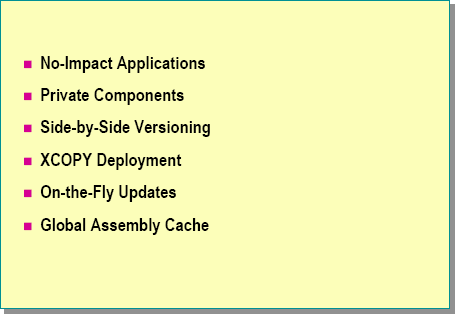 No-Impact Applications
Private Components
Side-by-Side Versioning
XCOPY Deployment
On-the-Fly Updates
Global Assembly Cache